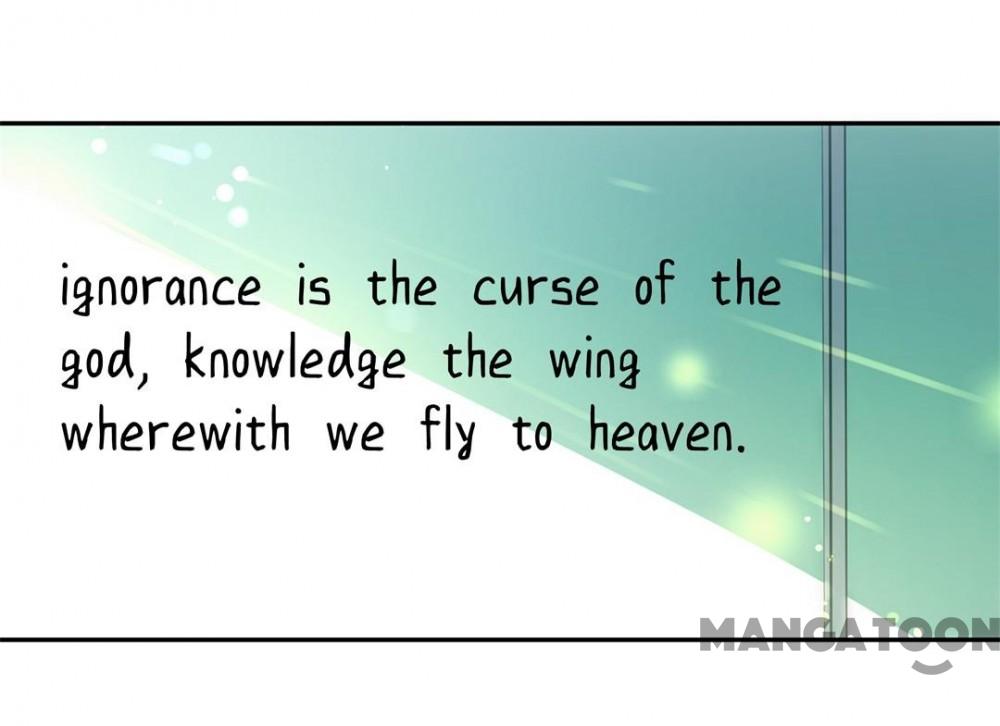 ignorance is the curse of the
god, knowledge the wing
wherewith we fly to heaven.
MANGATOON